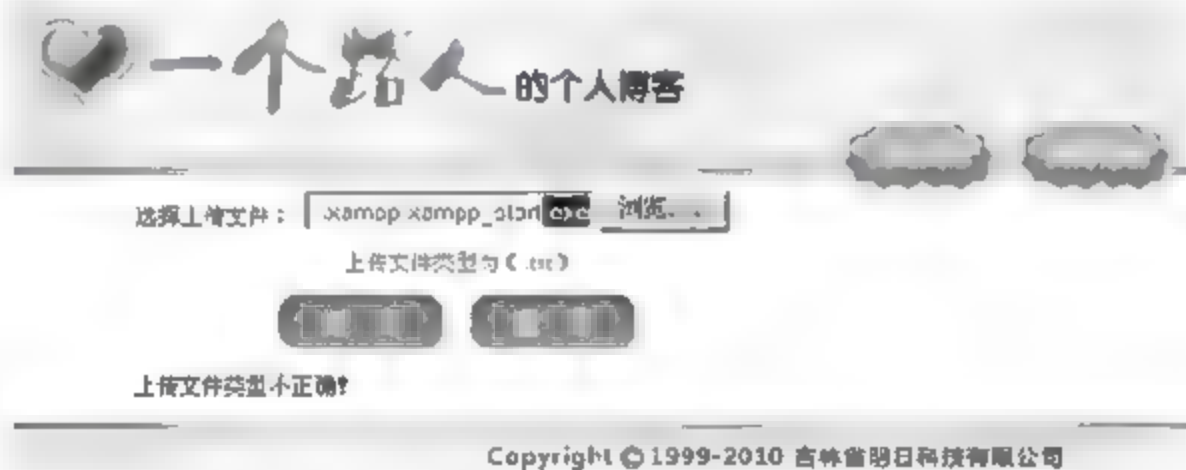 一个路人的个人博客
选择上传文件： .xampp.xampp_start.exe 浏览...
上传文件类型为(.txt)
上传文件类型不正确!
Copyright © 1999-2010 吉林省明日科技有限公司